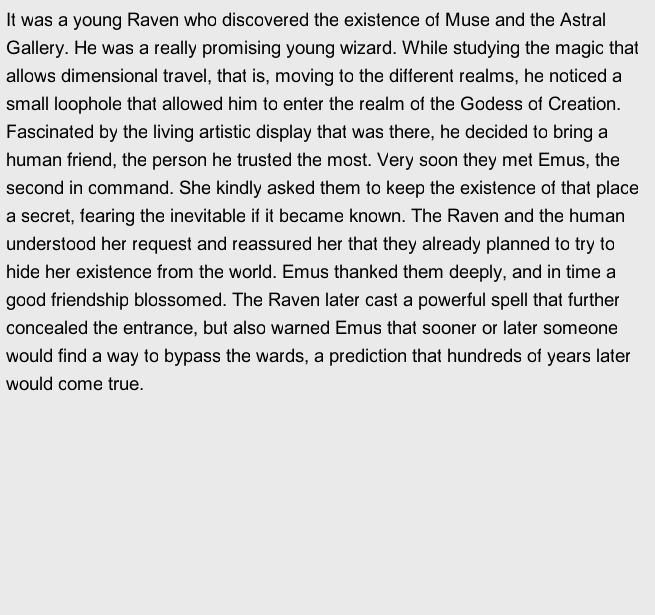 It was a young Raven who discovered the existence of Muse and the Astral
Gallery. He was a really promising young wizard. While studying the magic that
allows dimensional travel, that is, moving to the different realms, he noticed a
small loophole that allowed him to enter the realm of the Godess of Creation.
Fascinated by the living artistic display that was there, he decided to bring a
human friend, the person he trusted the most. Very soon they met Emus, the
second in command. She kindly asked them to keep the existence of that place
a secret, fearing the inevitable if it became known. The Raven and the human
understood her request and reassured her that they already planned to try to
hide her existence from the world. Emus thanked them deeply, and in time a
good friendship blossomed. The Raven later cast a powerful spell that further
concealed the entrance, but also warned Emus that sooner or later someone
would find a way to bypass the wards, a prediction that hundreds of years later
would come true.